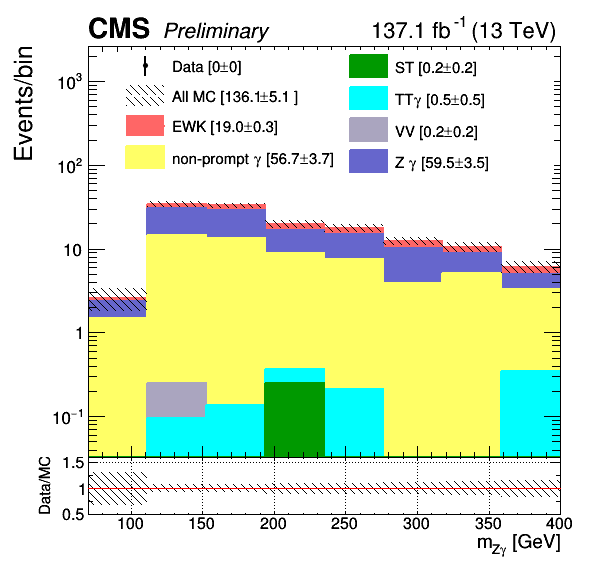 CMS Preliminary 137.1 fb⁻¹ (13 TeV)
Events/bin
Data [0±0]
All MC [136.1±5.1 ]
EWK [19.0±0.3]
non-prompt γ [56.7±3.7]
ST [0.2±0.2]
TTγ [0.5±0.5]
VV [0.2±0.2]
Z γ [59.5±3.5]
10³
10²
10
1
10⁻¹
Data/MC
1.5
1
0.5
100 150 200 250 300 350 400
m_Zγ [GeV]